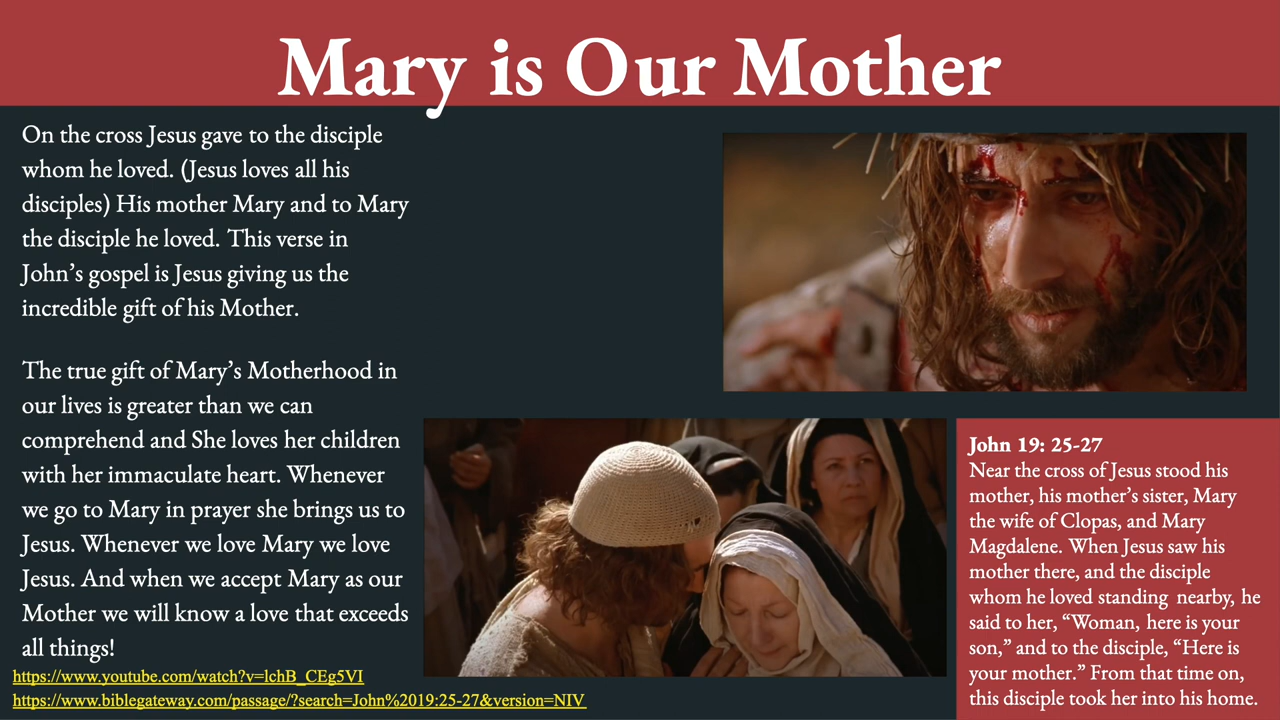 Mary is Our Mother
On the cross Jesus gave to the disciple
whom he loved. (Jesus loves all his
disciples) His mother Mary and to Mary
the disciple he loved. This verse in
John’s gospel is Jesus giving us the
incredible gift of his Mother.
The true gift of Mary’s Motherhood in
our lives is greater than we can
comprehend and She loves her children
with her immaculate heart. Whenever
we go to Mary in prayer she brings us to
Jesus. Whenever we love Mary we love
Jesus. And when we accept Mary as our
Mother we will know a love that exceeds
all things!
https://www.youtube.com/watch?v=lchB_CEg5VI
https://www.biblegateway.com/passage/?search=John%2019:25-27&version=NIV
John 19: 25-27
Near the cross of Jesus stood his
mother, his mother’s sister, Mary
the wife of Clopas, and Mary
Magdalene. When Jesus saw his
mother there, and the disciple
whom he loved standing nearby, he
said to her, “Woman, here is your
son,” and to the disciple, “Here is
your mother.” From that time on,
this disciple took her into his home.